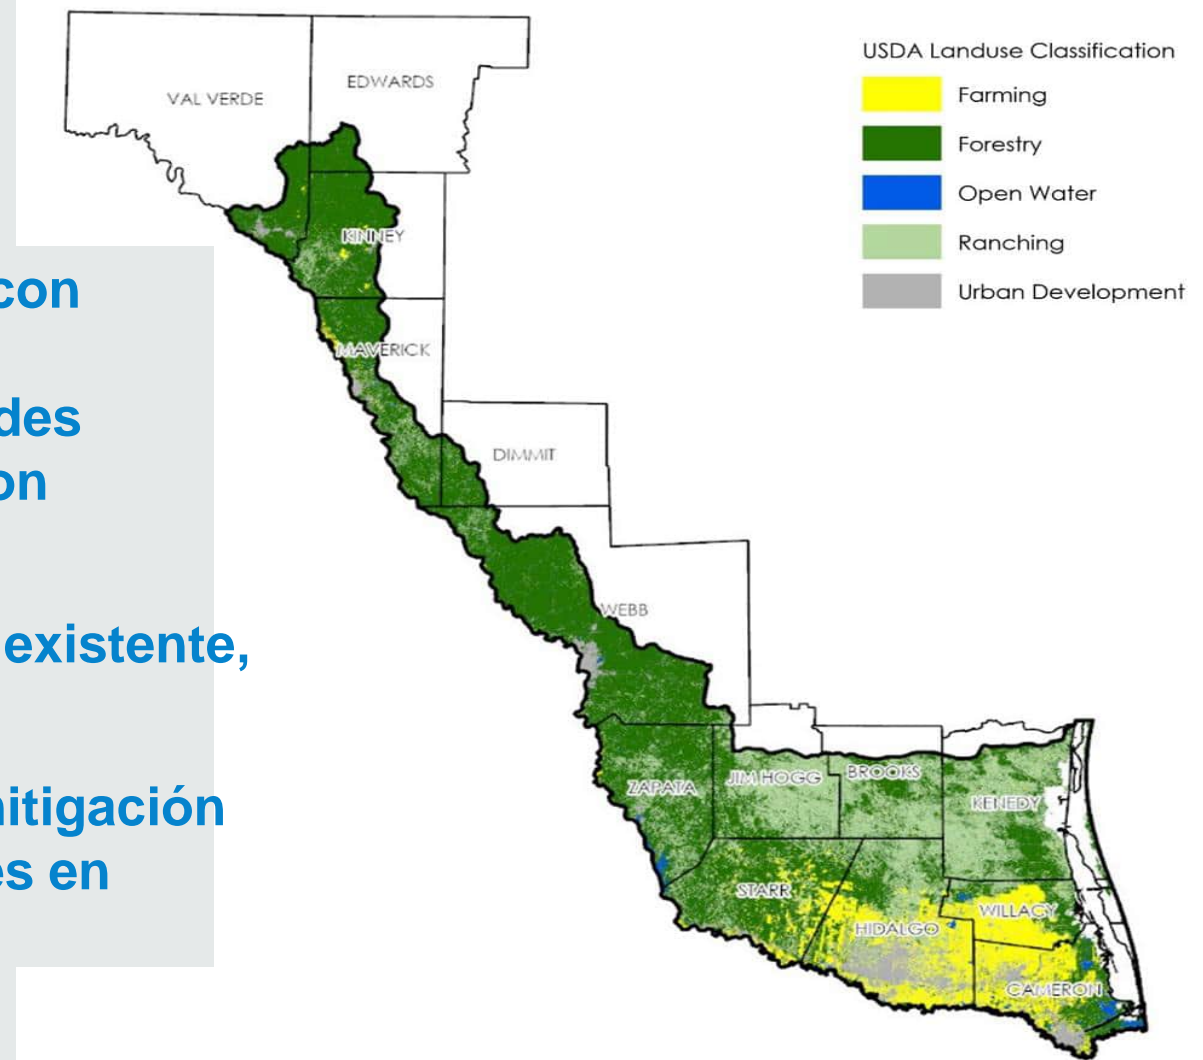 con
des
on
existente,
mitigación
es en
USDA Landuse Classification
Farming
Forestry
Open Water
Ranching
Urban Development
VAL VERDE
EDWARDS
KINNEY
MAVERICK
DIMMIT
WEBB
ZAPATA
JIM HOGG
BROOKS
KENEDY
STARR
HIDALGO
WILLACY
CAMERON